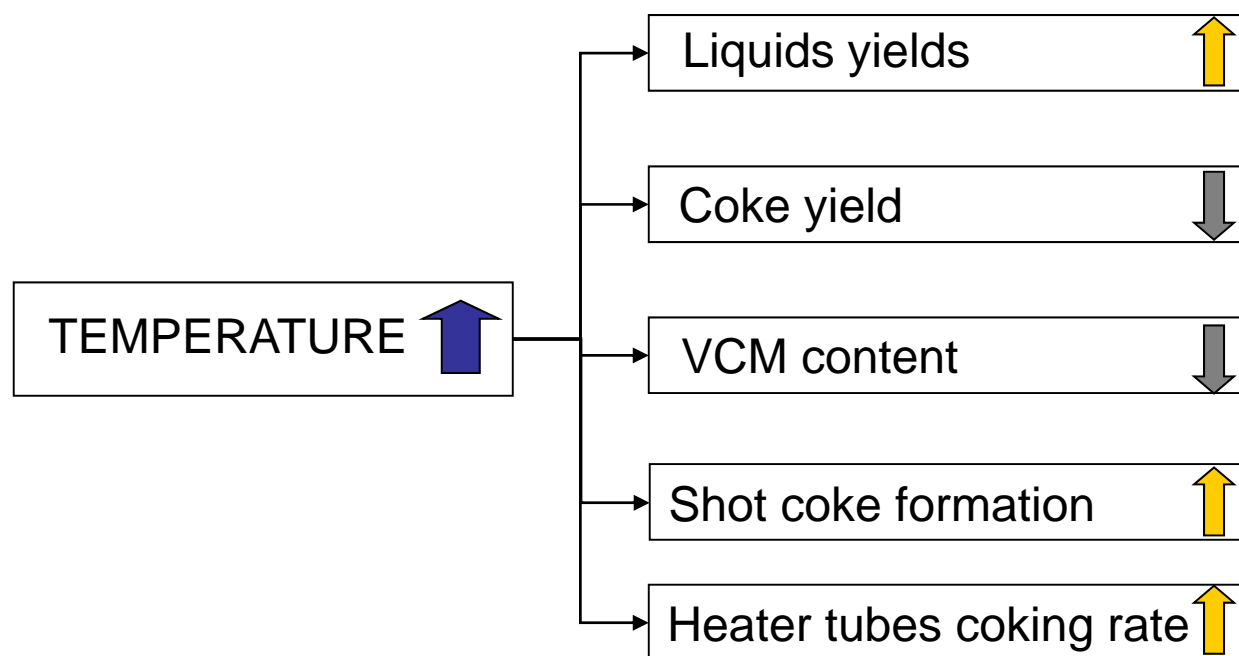 Liquids yields
Coke yield
TEMPERATURE
VCM content
Shot coke formation
Heater tubes coking rate